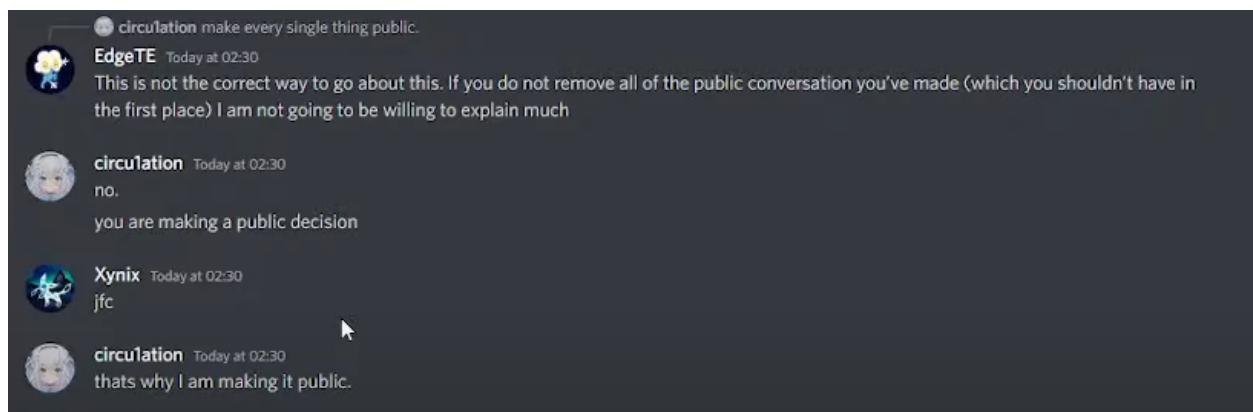 circu1ation make every single thing public.
EdgeTE Today at 02:30
This is not the correct way to go about this. If you do not remove all of the public conversation you've made (which you shouldn't have in
the first place) I am not going to be willing to explain much
circu1ation Today at 02:30
no.
you are making a public decision
Xynix Today at 02:30
jfc
circu1ation Today at 02:30
thats why I am making it public.